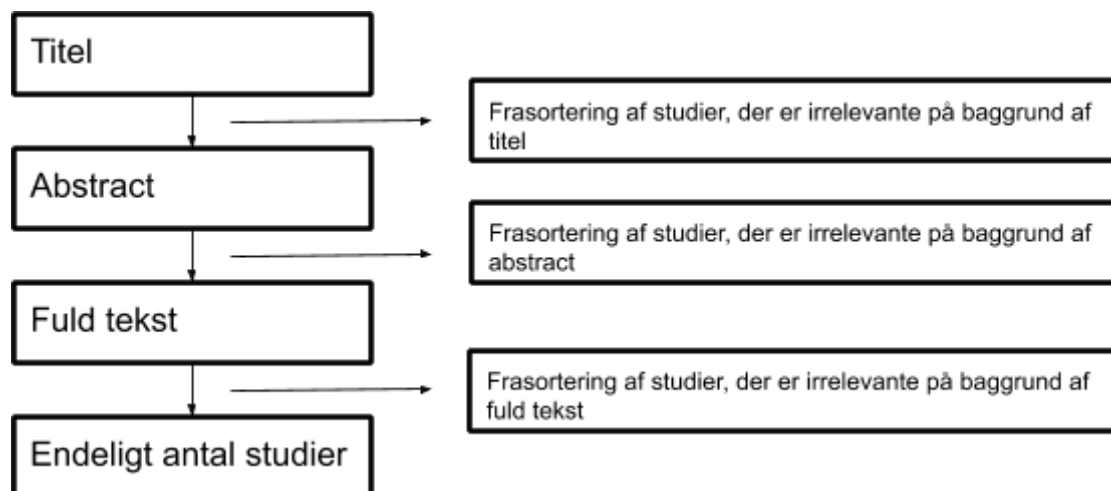 Titel
Frasortering af studier, der er irrelevante på baggrund af
titel
Abstract
Frasortering af studier, der er irrelevante på baggrund af
abstract
Fuld tekst
Frasortering af studier, der er irrelevante på baggrund af
fuld tekst
Endeligt antal studier